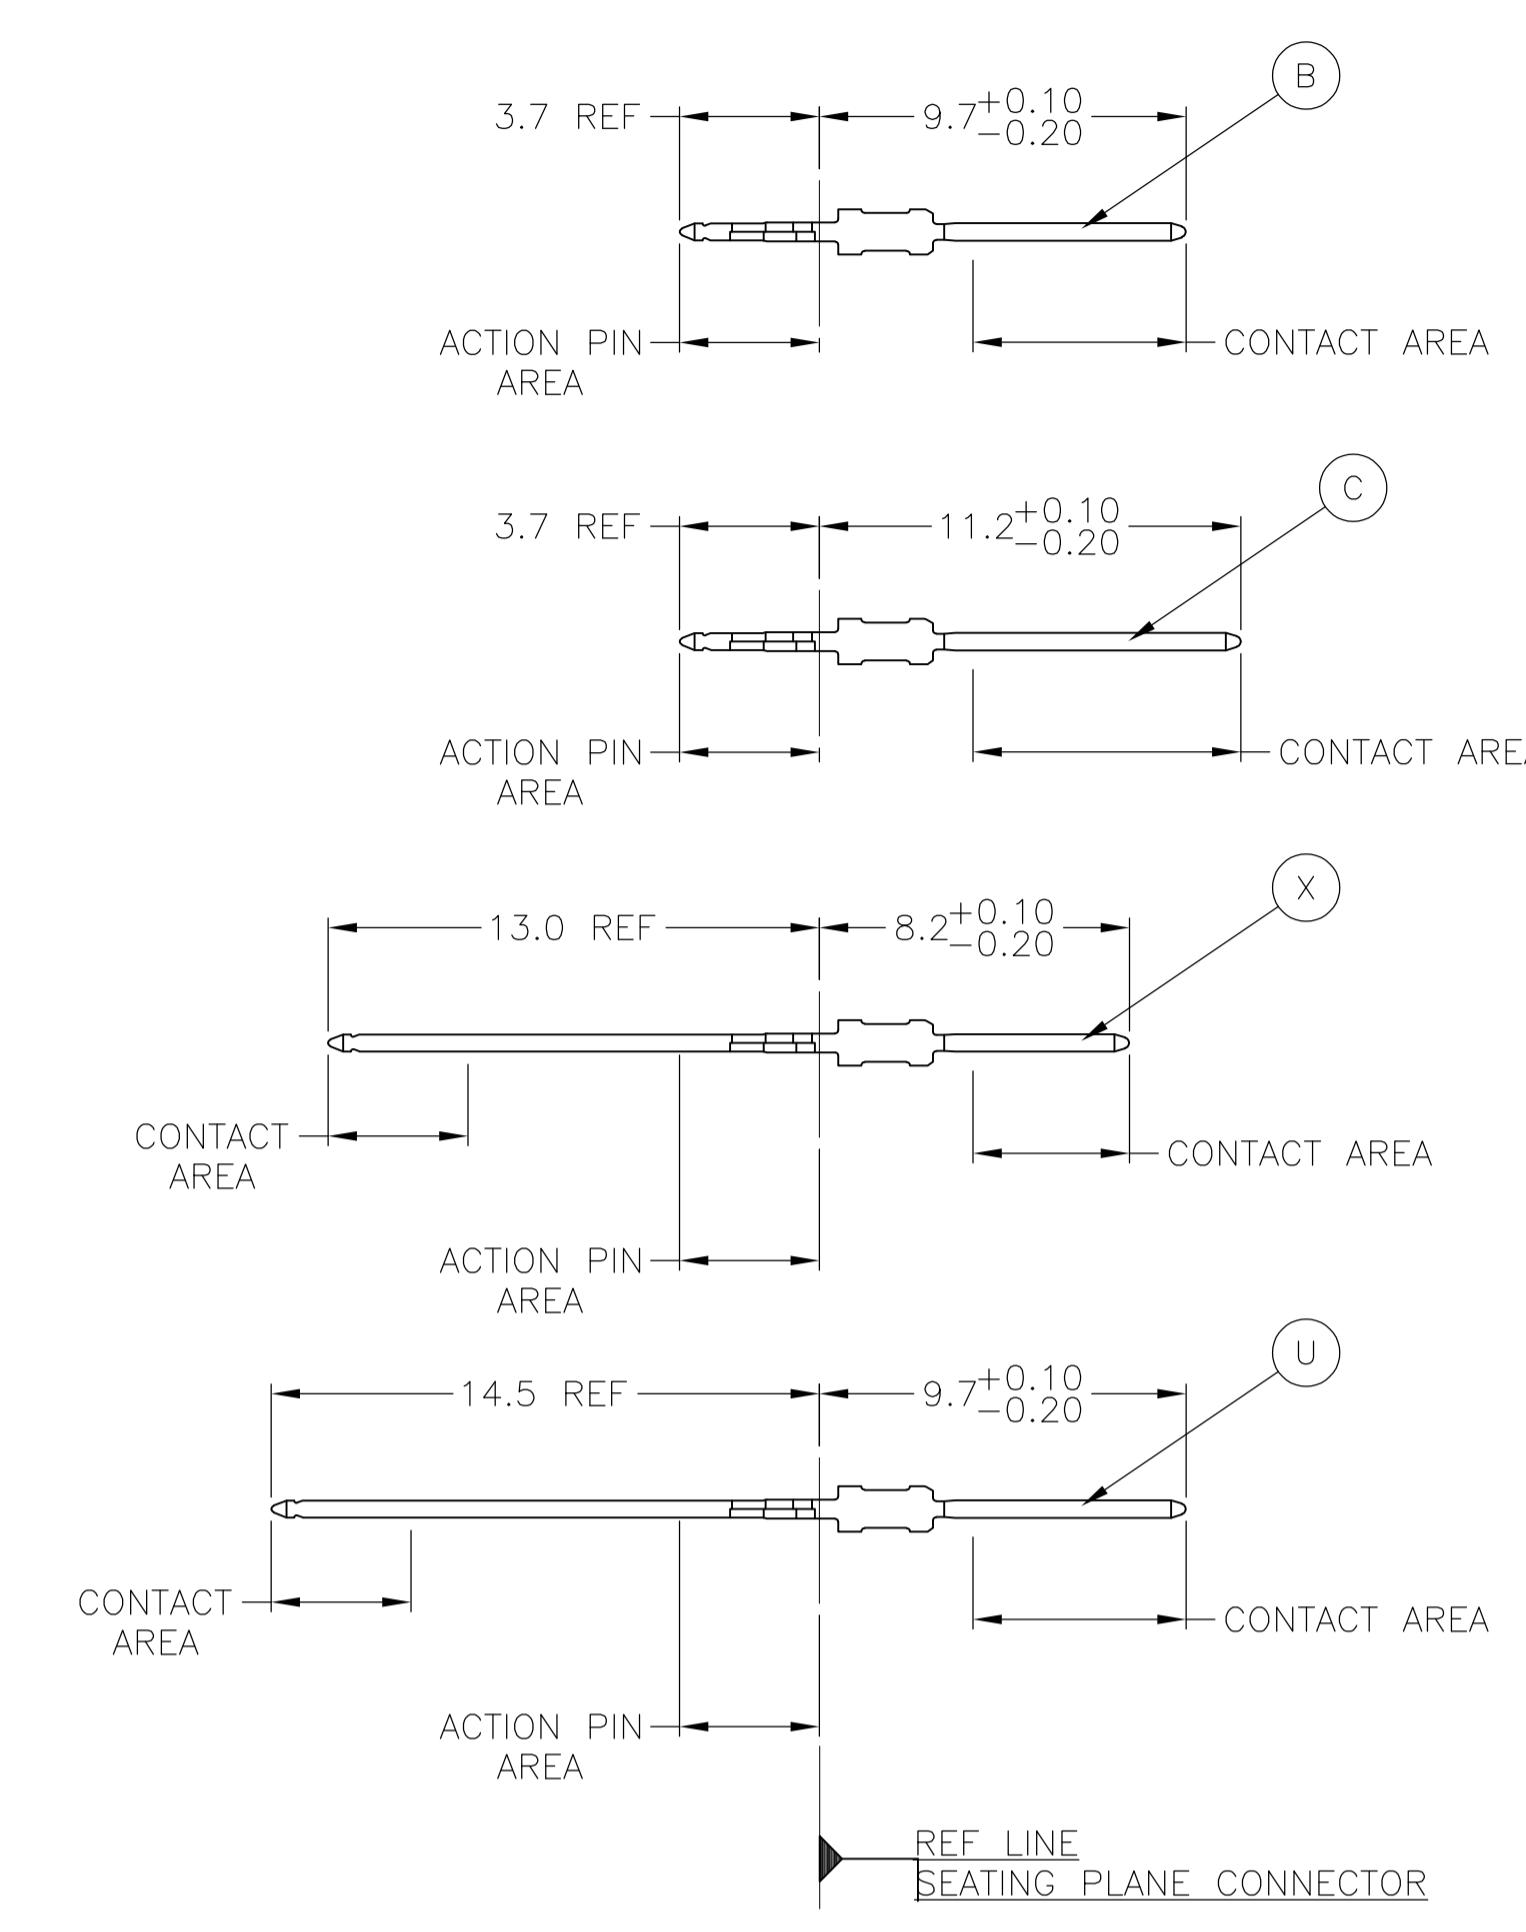 B
3.7 REF
9.7 +0.10
-0.20
ACTION PIN
AREA
CONTACT AREA
C
3.7 REF
11.2 +0.10
-0.20
ACTION PIN
AREA
CONTACT ARE
X
13.0 REF
8.2 +0.10
-0.20
CONTACT
AREA
CONTACT AREA
ACTION PIN
AREA
U
14.5 REF
9.7 +0.10
-0.20
CONTACT
AREA
CONTACT AREA
ACTION PIN
AREA
REF LINE
SEATING PLANE CONNECTOR